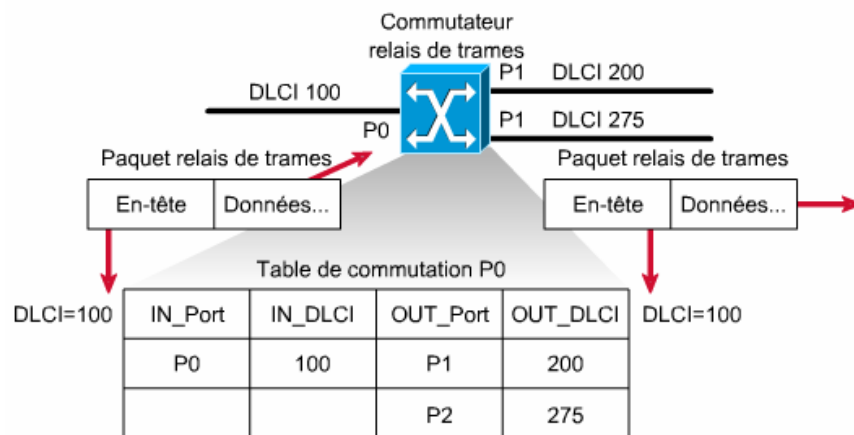 Commutateur
relais de trames
P1 DLCI 200
DLCI 100
P0
P1 DLCI 275
Paquet relais de trames
Paquet relais de trames
En-tête Données...
En-tête Données...
Table de commutation P0
DLCI=100
IN_Port IN_DLCI OUT_Port OUT_DLCI
DLCI=100
P0 100 P1 200
P2 275